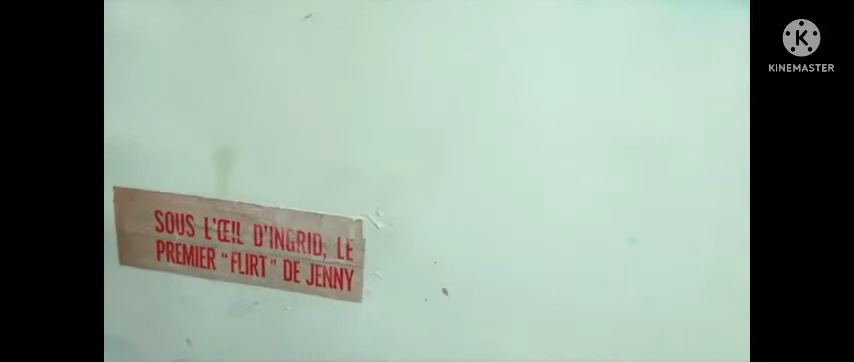 SOUS L'ŒIL D'INGRID, LE
PREMIER "FLIRT" DE JENNY
KINEMASTER